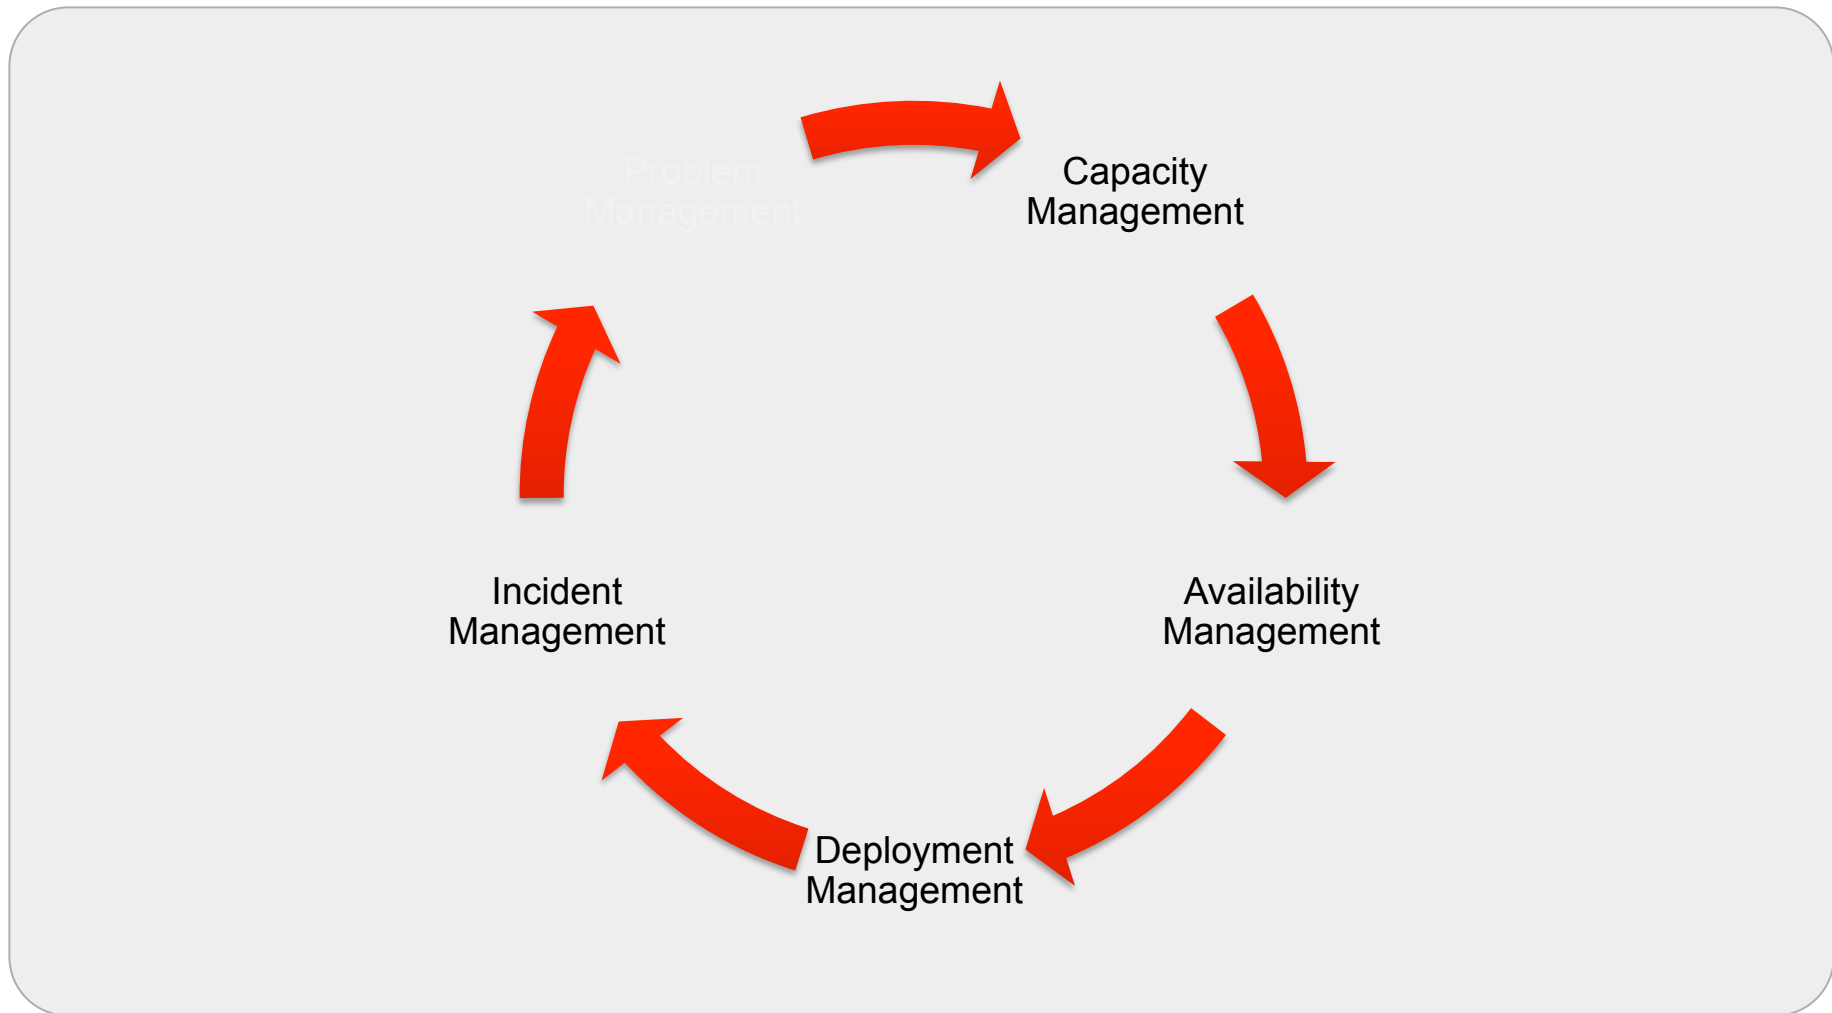 Problem
Management
Capacity
Management
Availability
Management
Deployment
Management
Incident
Management